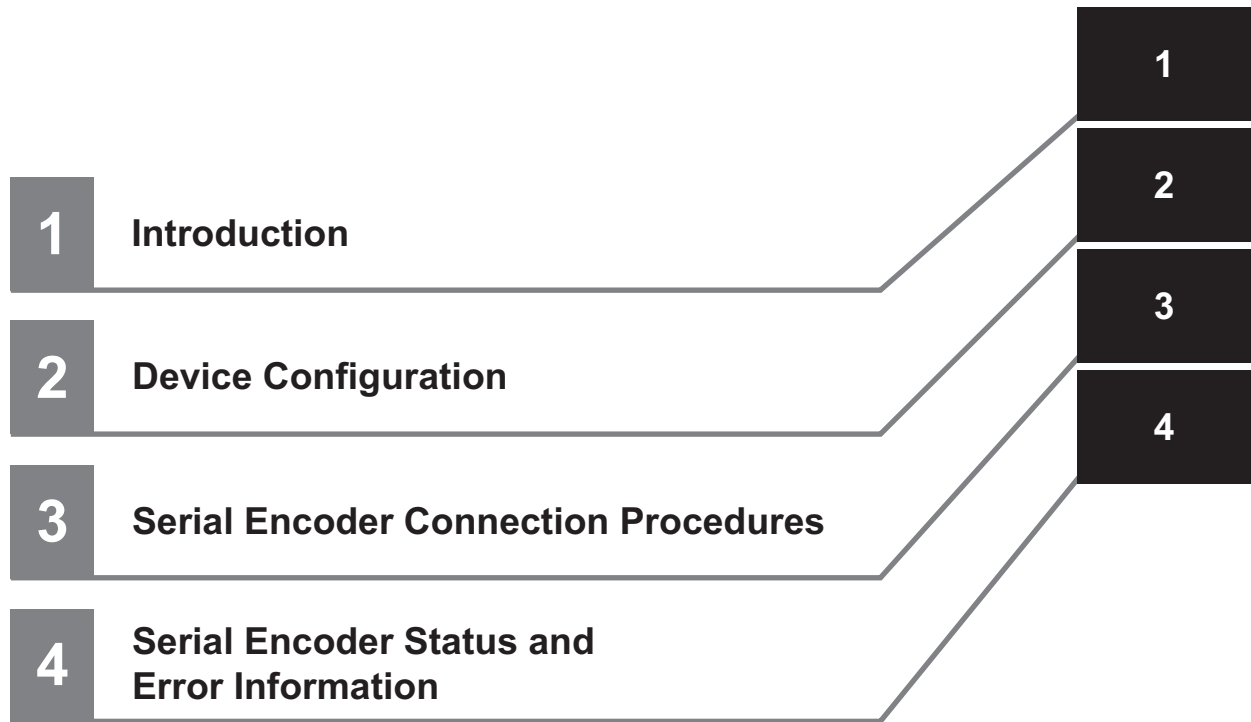 1
2
3
4
1 Introduction
2 Device Configuration
3 Serial Encoder Connection Procedures
4 Serial Encoder Status and
Error Information